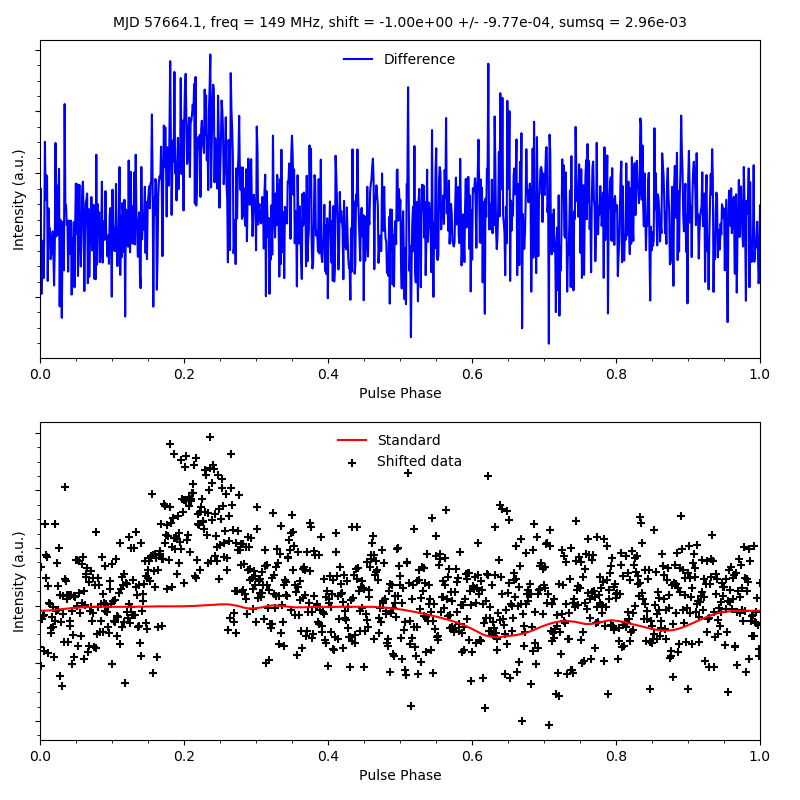 MJD 57664.1, freq = 149 MHz, shift = -1.00e+00 +/- -9.77e-04, sumsq = 2.96e-03
Difference
Intensity (a.u.)
0.0 0.2 0.4 0.6 0.8 1.0
Pulse Phase
Standard
Shifted data
Intensity (a.u.)
0.0 0.2 0.4 0.6 0.8 1.0
Pulse Phase